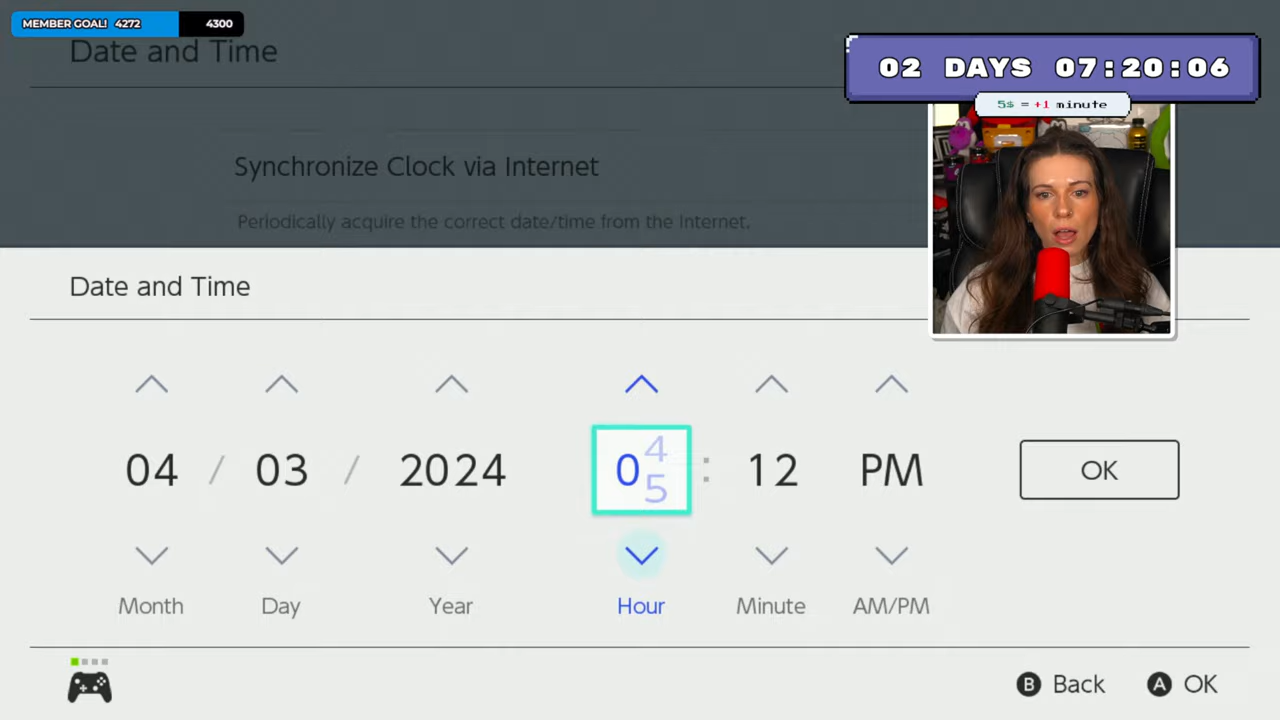 MEMBER GOAL! 4272 4300
Date and Time
02 DAYS 07:20:06
5$ = +1 minute
Synchronize Clock via Internet
Periodically acquire the correct date/time from the Internet.
Date and Time
04 / 03 / 2024 0 4 5 : 12 PM OK
Month Day Year Hour Minute AM/PM
B Back A OK